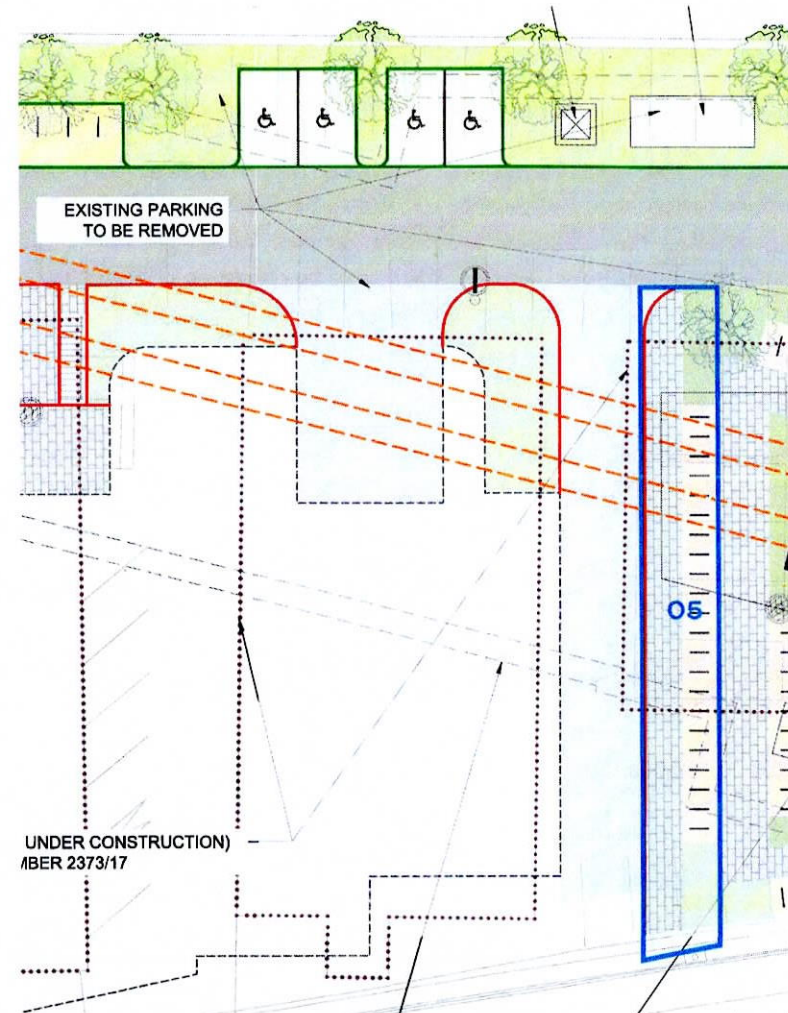 EXISTING PARKING
TO BE REMOVED
05
UNDER CONSTRUCTION)
MBER 2373/17